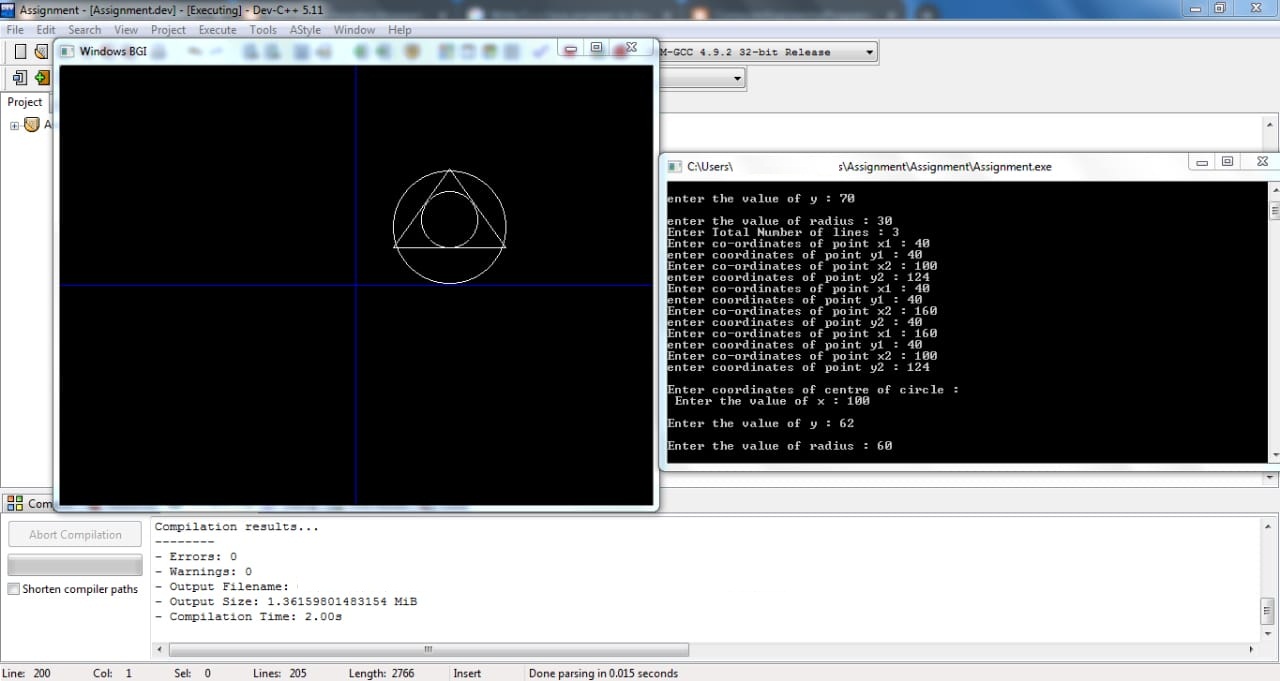 Assignment - [Assignment.dev] - [Executing] - Dev-C++ 5.11
File Edit Search View Project Execute Tools AStyle Window Help
Windows BGI
M-GCC 4.9.2 32-bit Release
Project
A
C:\Users\ s\Assignment\Assignment\Assignment.exe
enter the value of y : 70
enter the value of radius : 30
Enter Total Number of lines : 3
Enter co-ordinates of point x1 : 40
enter coordinates of point y1 : 40
Enter co-ordinates of point x2 : 100
enter coordinates of point y2 : 124
Enter co-ordinates of point x1 : 40
enter coordinates of point y1 : 40
Enter co-ordinates of point x2 : 160
enter coordinates of point y2 : 40
Enter co-ordinates of point x1 : 160
enter coordinates of point y1 : 40
Enter co-ordinates of point x2 : 100
enter coordinates of point y2 : 124
Enter coordinates of centre of circle :
Enter the value of x : 100
Enter the value of y : 62
Enter the value of radius : 60
Com
Abort Compilation
Shorten compiler paths
Compilation results...
--------
- Errors: 0
- Warnings: 0
- Output Filename:
- Output Size: 1.36159801483154 MiB
- Compilation Time: 2.00s
Line: 200 Col: 1 Sel: 0 Lines: 205 Length: 2766 Insert Done parsing in 0.015 seconds